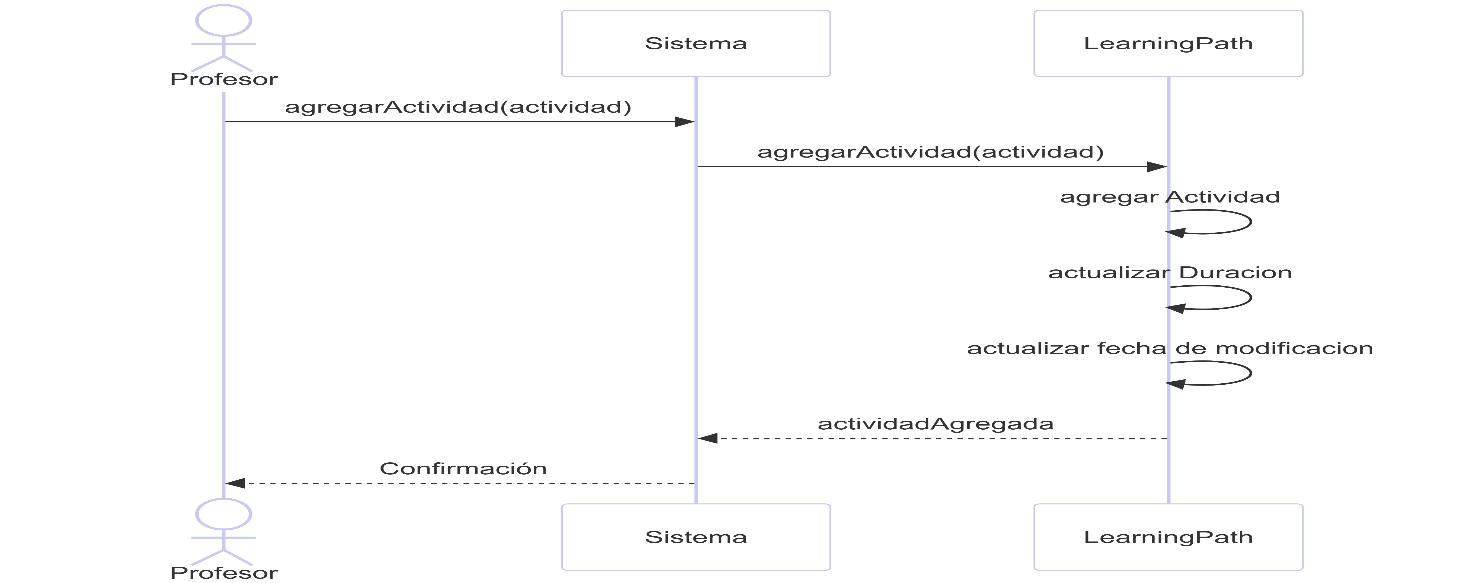 Profesor
Sistema
LearningPath
agregarActividad(actividad)
agregarActividad(actividad)
agregar Actividad
actualizar Duracion
actualizar fecha de modificacion
actividadAgregada
Confirmación
Profesor
Sistema
LearningPath